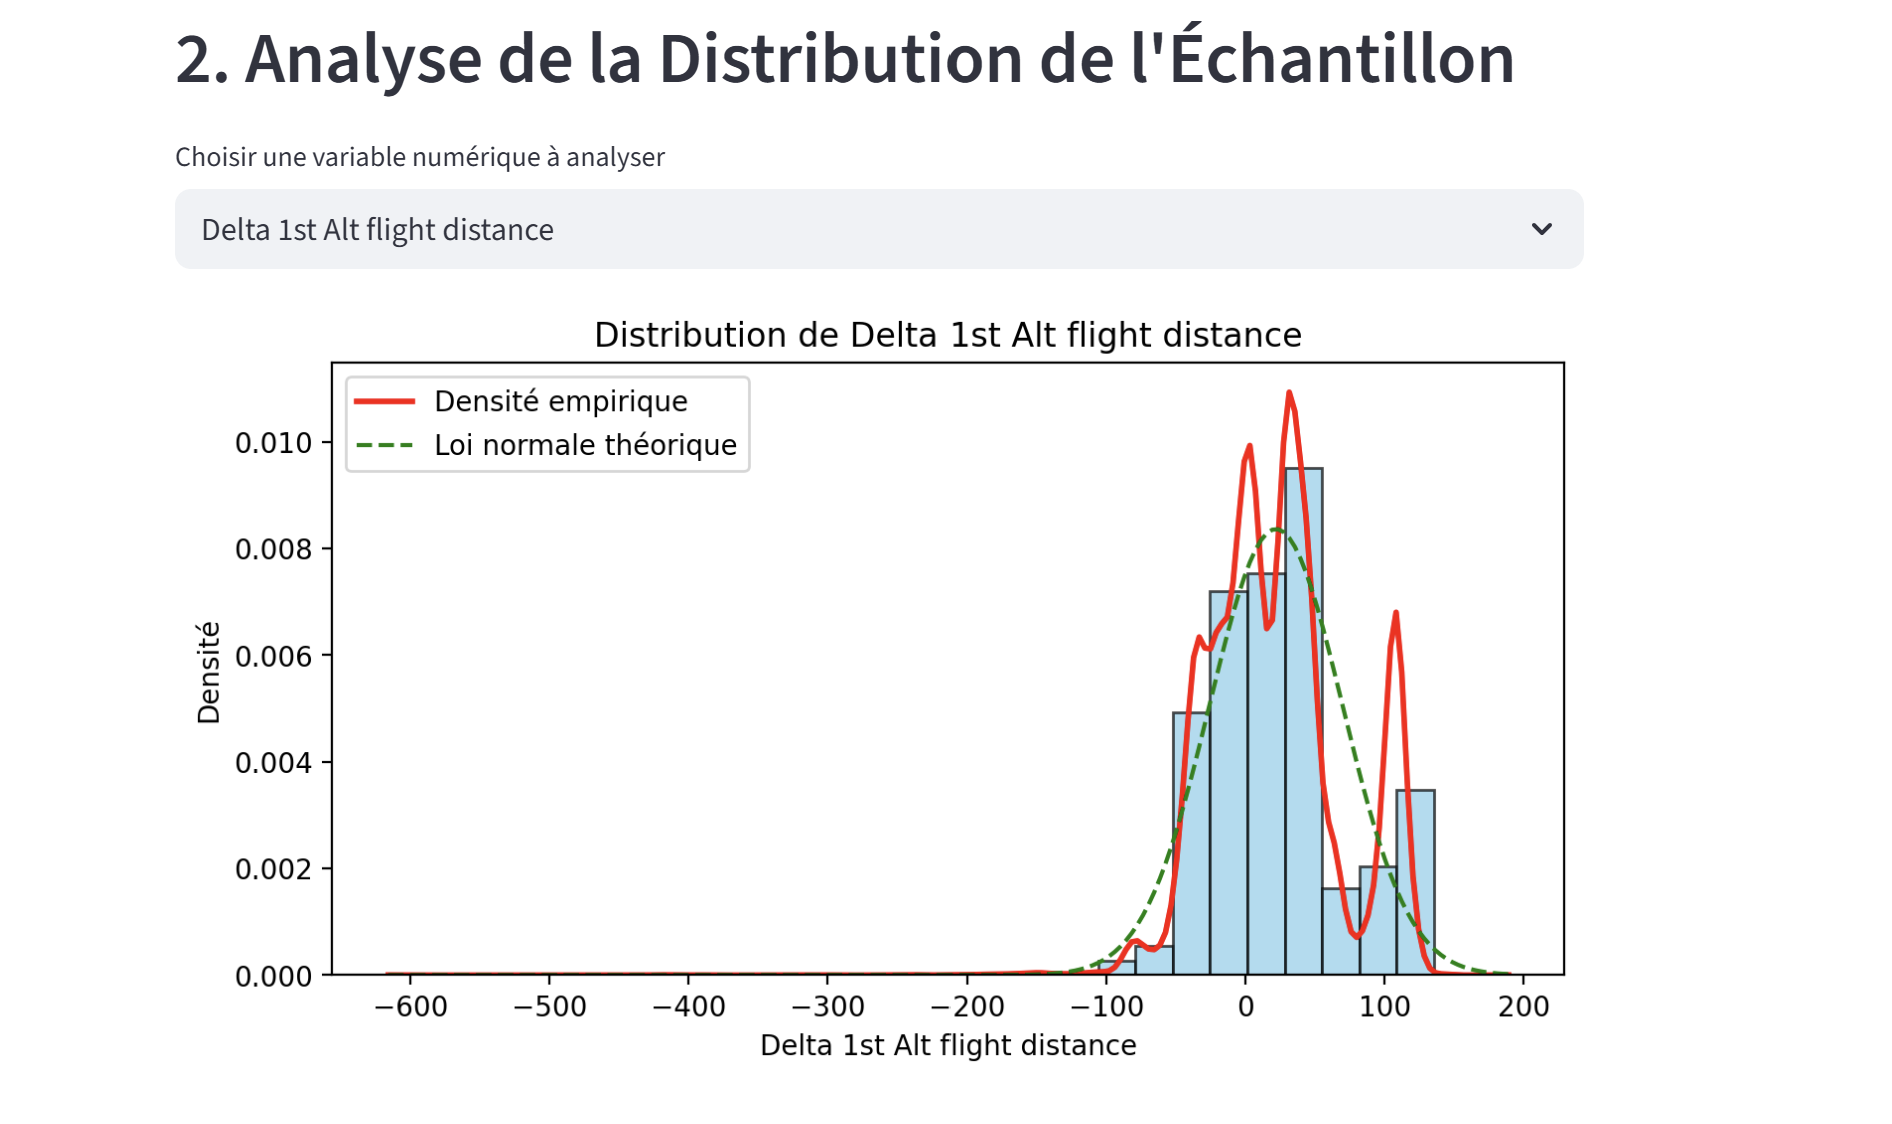 2. Analyse de la Distribution de l'Échantillon
Choisir une variable numérique à analyser
Delta 1st Alt flight distance
Distribution de Delta 1st Alt flight distance
Densité empirique
Loi normale théorique
0.010
0.008
0.006
0.004
0.002
0.000
Densité
−600 −500 −400 −300 −200 −100 0 100 200
Delta 1st Alt flight distance